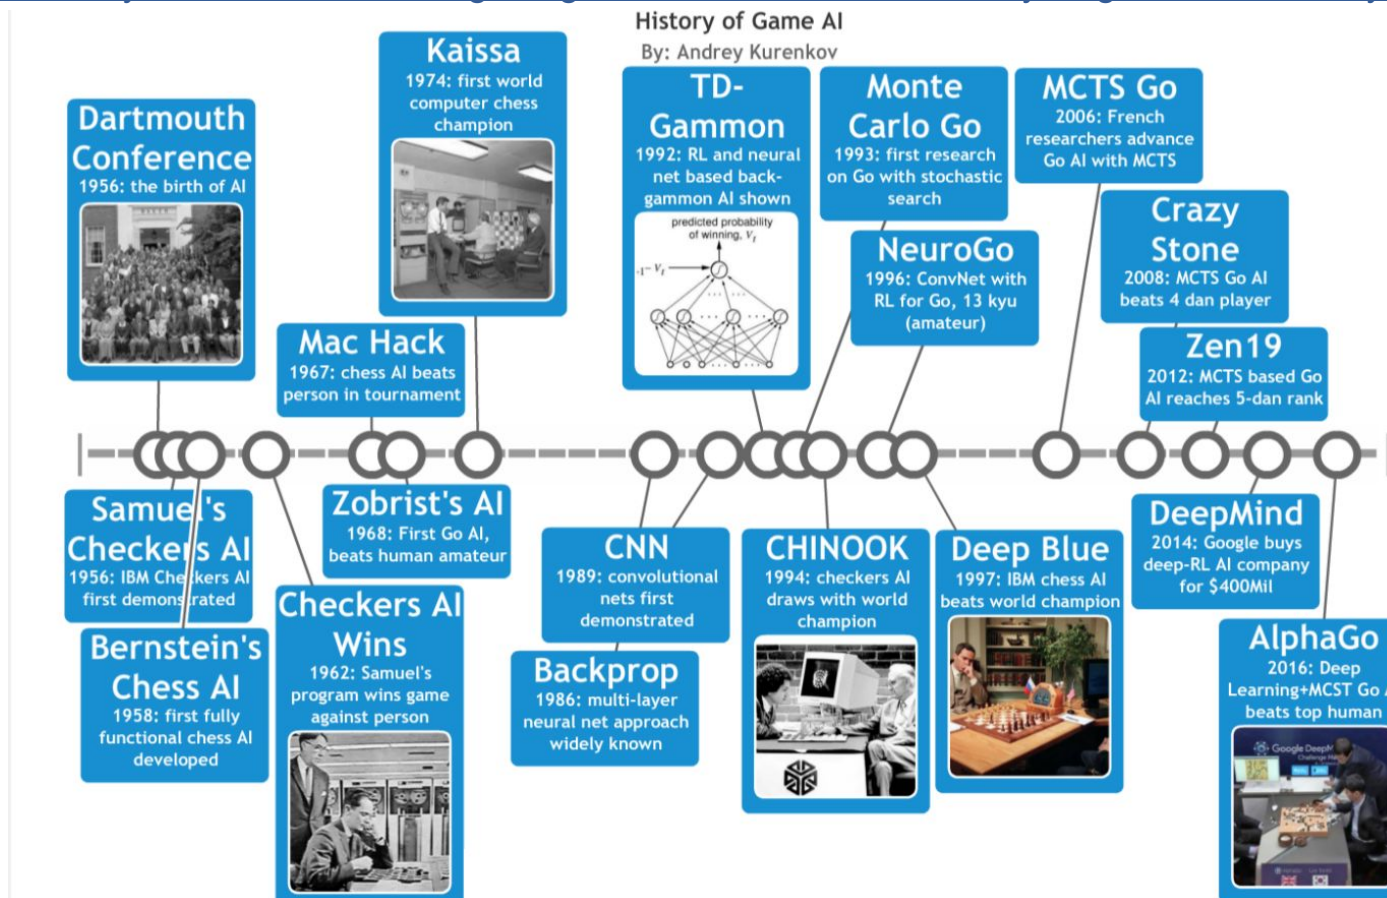 History of Game AI
By: Andrey Kurenkov
Dartmouth
Conference
1956: the birth of AI
Kaissa
1974: first world
computer chess
champion
Mac Hack
1967: chess AI beats
person in tournament
TD-
Gammon
1992: RL and neural
net based back-
gammon AI shown
predicted probability
of winning, V
Monte
Carlo Go
1993: first research
on Go with stochastic
search
NeuroGo
1996: ConvNet with
RL for Go, 13 kyu
(amateur)
MCTS Go
2006: French
researchers advance
Go AI with MCTS
Crazy
Stone
2008: MCTS Go AI
beats 4 dan player
Zen19
2012: MCTS based Go
AI reaches 5-dan rank
Samuel's
Checkers AI
1956: IBM Checkers AI
first demonstrated
Bernstein's
Chess AI
1958: first fully
functional chess AI
developed
Checkers AI
Wins
1962: Samuel's
program wins game
against person
Zobrist's AI
1968: First Go AI,
beats human amateur
CNN
1989: convolutional
nets first
demonstrated
Backprop
1986: multi-layer
neural net approach
widely known
CHINOOK
1994: checkers AI
draws with world
champion
Deep Blue
1997: IBM chess AI
beats world champion
DeepMind
2014: Google buys
deep-RL AI company
for $400Mil
AlphaGo
2016: Deep
Learning+MCST Go
beats top human
Google
Challenge